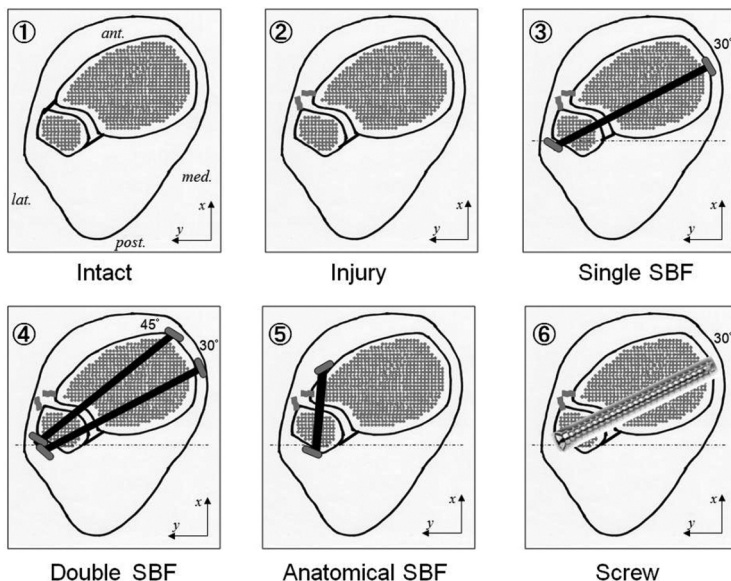 ①
ant.
lat.
med.
post.
x
y
Intact
②
x
y
Injury
③
30°
x
y
Single SBF
④
45°
30°
x
y
Double SBF
⑤
x
y
Anatomical SBF
⑥
30°
x
y
Screw